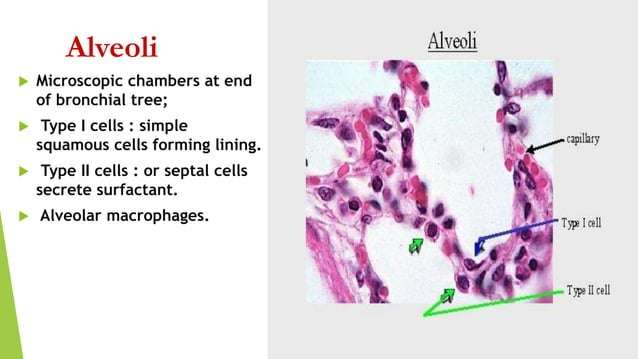 Alveoli
Microscopic chambers at end
of bronchial tree;
Type I cells : simple
squamous cells forming lining.
Type II cells : or septal cells
secrete surfactant.
Alveolar macrophages.
Alveoli
capillary
Type I cell
Type II cell